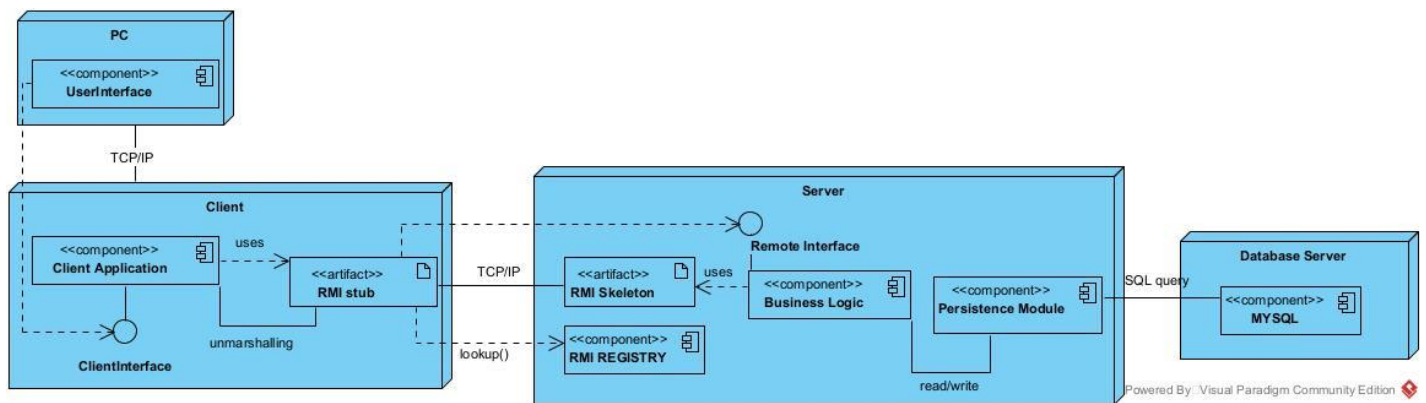 PC
<<component>>
UserInterface
TCP/IP
Client
<<component>>
Client Application
uses
<<artifact>>
RMI stub
unmarshalling
ClientInterface
TCP/IP
lookup()
Server
Remote Interface
<<artifact>>
RMI Skeleton
uses
<<component>>
Business Logic
<<component>>
Persistence Module
<<component>>
RMI REGISTRY
read/write
SQL query
Database Server
<<component>>
MYSQL
Powered By Visual Paradigm Community Edition